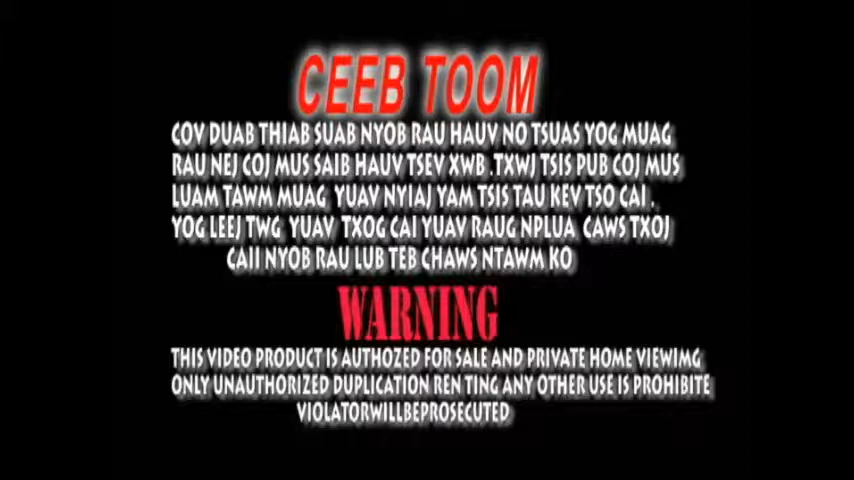 CEEB TOOM
COV DUAB THIAB SUAB NYOB RAU HAUV NO TSUAS YOG MUAG
RAU NEJ COJ MUS SAIB HAUV TSEV XWB .TXWJ TSIS PUB COJ MUS
LUAM TAWM MUAG YUAV NYIAJ YAM TSIS TAU KEV TSO CAI .
YOG LEEJ TWG YUAV TXOG CAI YUAV RAUG NPLUA CAWS TXOJ
CAII NYOB RAU LUB TEB CHAWS NTAWM KO
WARNING
THIS VIDEO PRODUCT IS AUTHOZED FOR SALE AND PRIVATE HOME VIEWIMG
ONLY UNAUTHORIZED DUPLICATION REN TING ANY OTHER USE IS PROHIBITE
VIOLATORWILLBEPROSECUTED